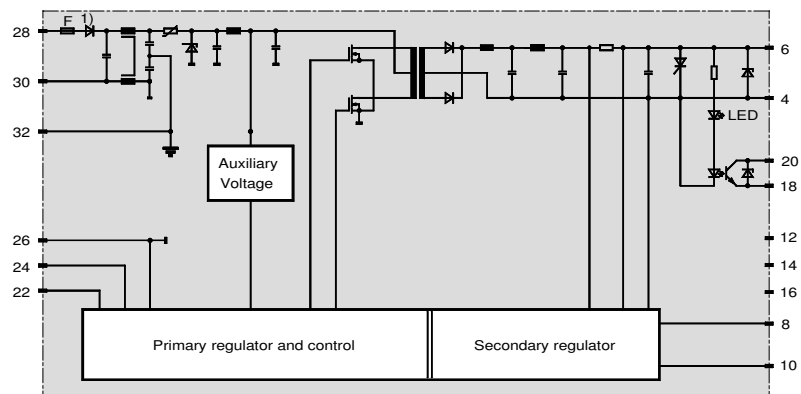 F 1)
28
30
32
26
24
22
6
4
LED
20
18
12
14
16
8
10
Auxiliary
Voltage
Primary regulator and control
Secondary regulator